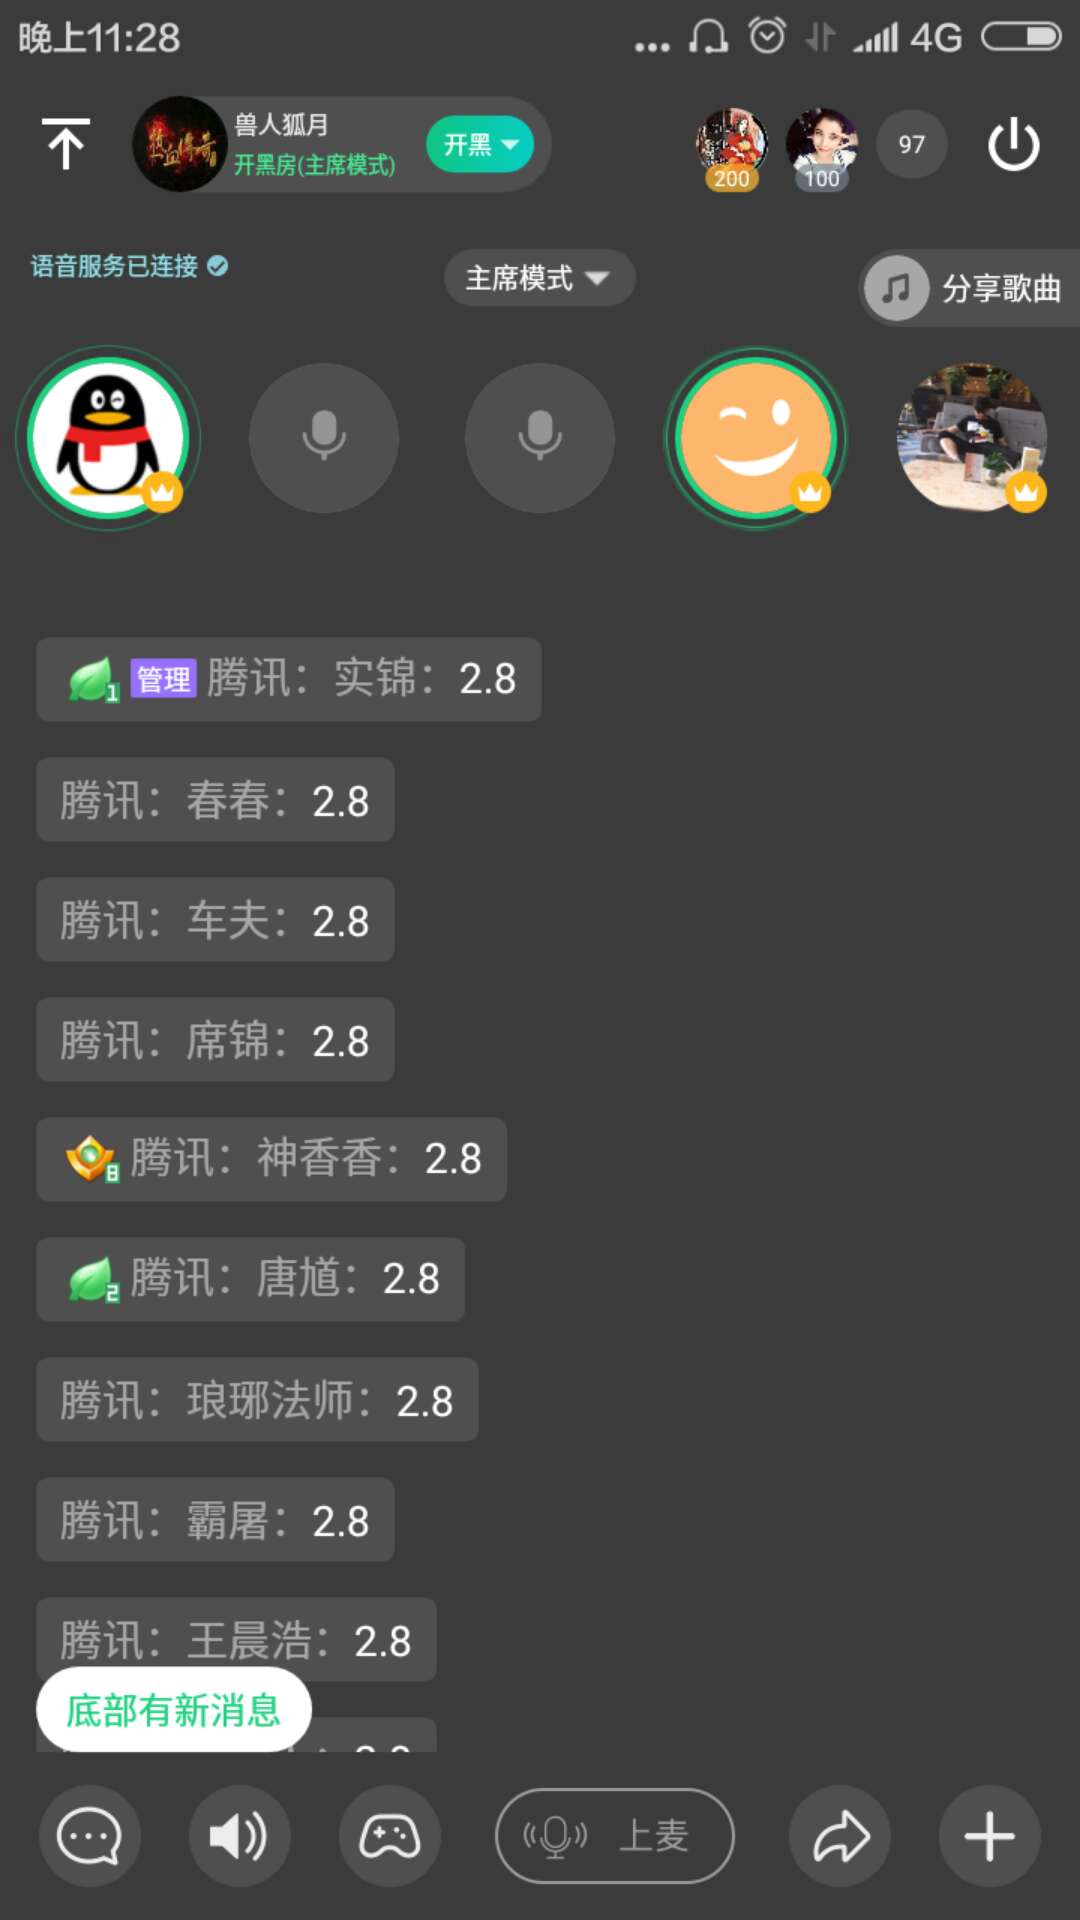 晚上11:28
4G
热血传奇
兽人狐月
开黑房(主席模式)
开黑
200
100
97
语音服务已连接
主席模式
分享歌曲
1 管理 腾讯：实锦：2.8
腾讯：春春：2.8
腾讯：车夫：2.8
腾讯：席锦：2.8
8 腾讯：神香香：2.8
2 腾讯：唐馗：2.8
腾讯：琅琊法师：2.8
腾讯：霸屠：2.8
腾讯：王晨浩：2.8
底部有新消息
上麦